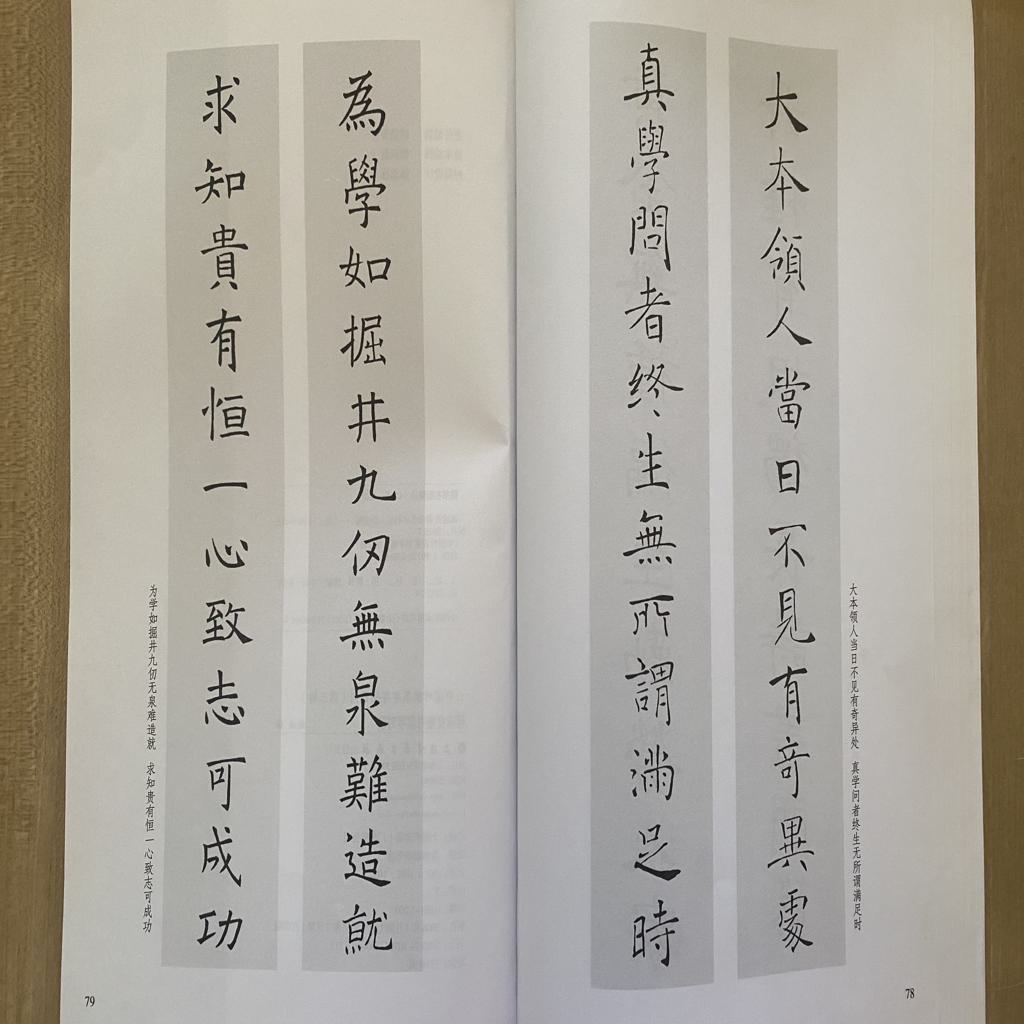 大本領人當日不見有奇異處
真學問者終生無所謂滿足時
大本领人当日不见有奇异处 真学问者终生无所谓满足时
78
為學如掘井九仞無泉難造就
求知貴有恒一心致志可成功
为学如掘井九仞无泉难造就 求知贵有恒一心致志可成功
79